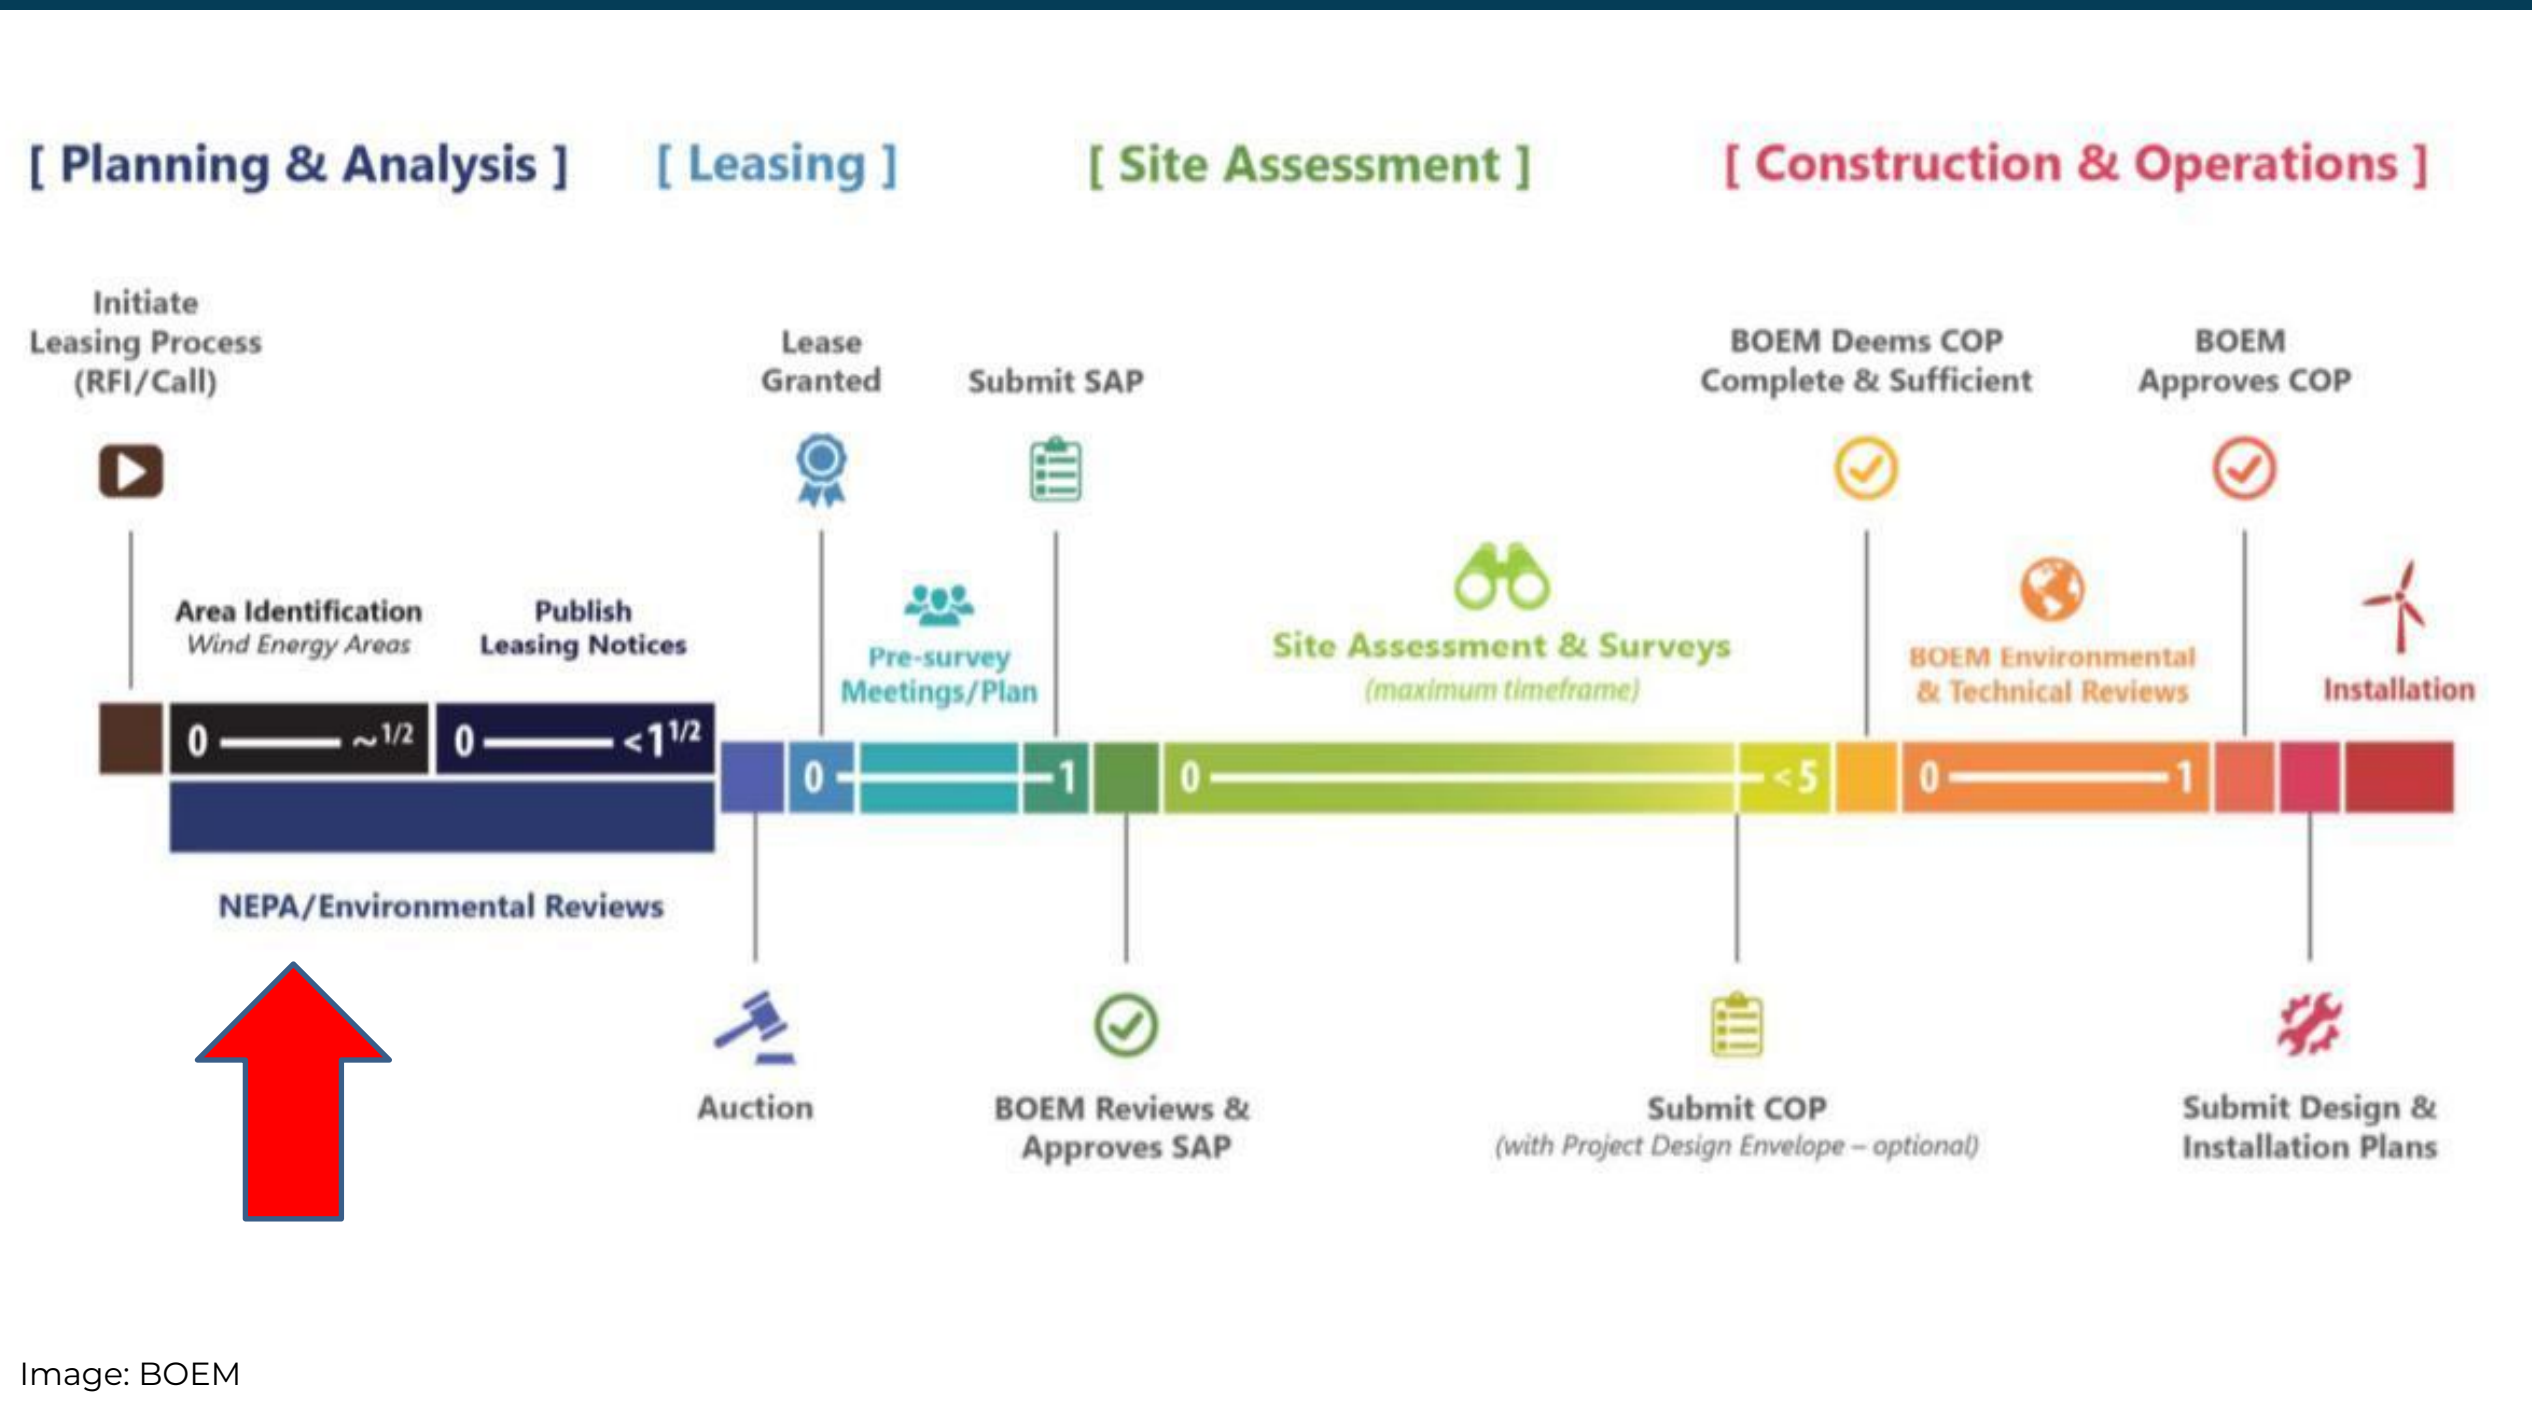 [ Planning & Analysis ]
[ Leasing ]
[ Site Assessment ]
[ Construction & Operations ]
Initiate
Leasing Process
(RFI/Call)
Lease
Granted
Submit SAP
BOEM Deems COP
Complete & Sufficient
BOEM
Approves COP
Area Identification
Wind Energy Areas
Publish
Leasing Notices
Pre-survey
Meetings/Plan
Site Assessment & Surveys
(maximum timeframe)
BOEM Environmental
& Technical Reviews
Installation
0 ~1/2
0 <1 1/2
0 1
0 <5
0 1
NEPA/Environmental Reviews
Auction
BOEM Reviews &
Approves SAP
Submit COP
(with Project Design Envelope – optional)
Submit Design &
Installation Plans
Image: BOEM